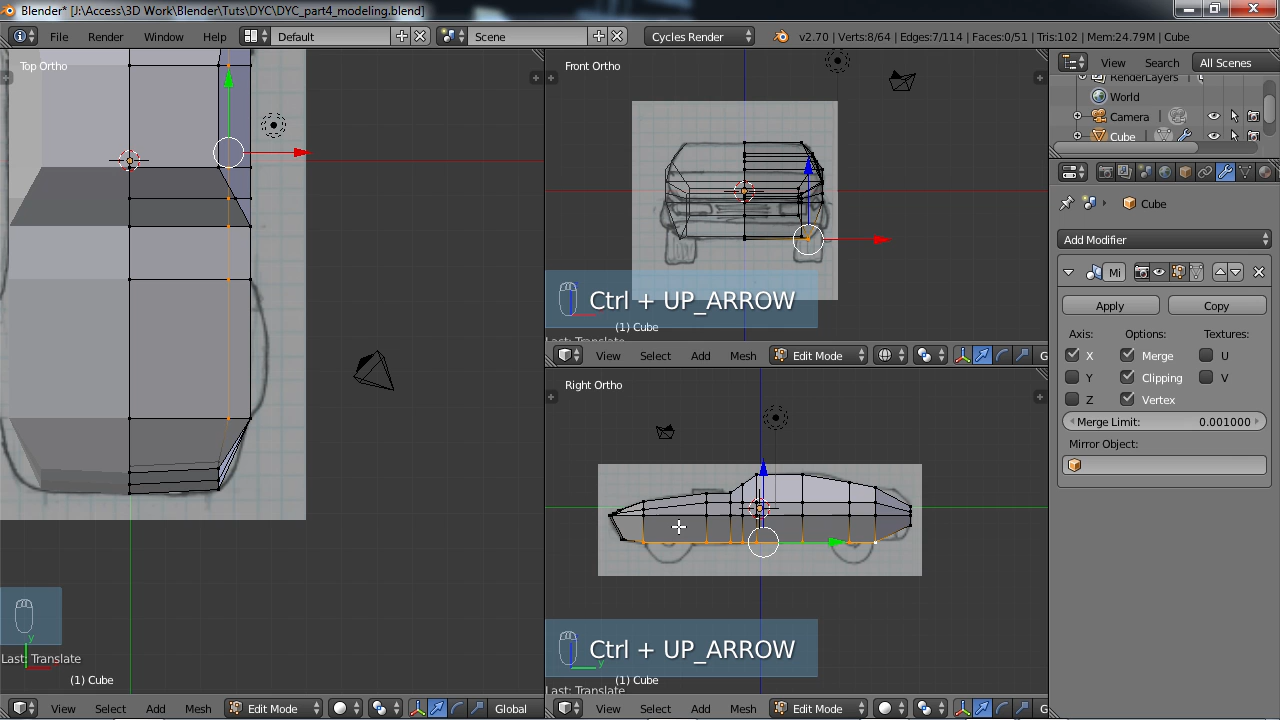 Blender* [J:\Access\3D Work\Blender\Tuts\DYC\DYC_part4_modeling.blend]
File Render Window Help Default Scene Cycles Render v2.70 | Verts:8/64 | Edges:7/114 | Faces:0/51 | Tris:102 | Mem:24.79M | Cube
Top Ortho
Front Ortho
View Search All Scenes
RenderLayers
World
Camera
Cube
Cube
Add Modifier
Mi
Apply Copy
Axis: Options: Textures:
X Merge U
Y Clipping V
Z Vertex
Merge Limit: 0.001000
Mirror Object:
Ctrl + UP_ARROW
(1) Cube
Last: Translate
View Select Add Mesh Edit Mode G
Right Ortho
Ctrl + UP_ARROW
y
(1) Cube
Last: Translate
View Select Add Mesh Edit Mode G
y
Last: Translate
(1) Cube
View Select Add Mesh Edit Mode Global